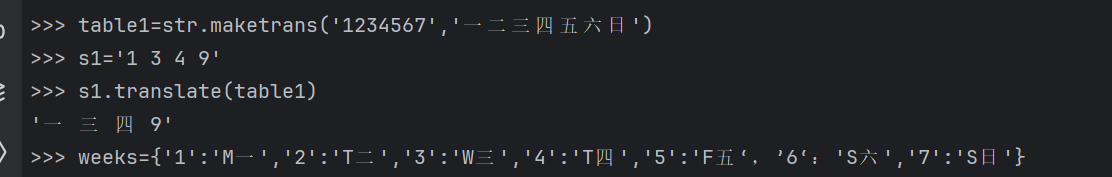 >>> table1=str.maketrans('1234567','一二三四五六日')
>>> s1='1 3 4 9'
>>> s1.translate(table1)
'一 三 四 9'
>>> weeks={'1':'M一','2':'T二','3':'W三','4':'T四','5':'F五‘，’6‘：'S六','7':'S日'}